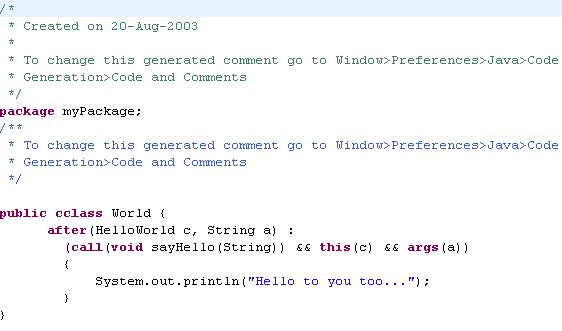 /*
 * Created on 20-Aug-2003
 *
 * To change this generated comment go to Window>Preferences>Java>Code
 * Generation>Code and Comments
 */
package myPackage;
/**
 * To change this generated comment go to Window>Preferences>Java>Code
 * Generation>Code and Comments
 */

public cclass World {
      after(HelloWorld c, String a) :
        (call(void sayHello(String)) && this(c) && args(a))
        {
            System.out.println("Hello to you too...");
        }
}